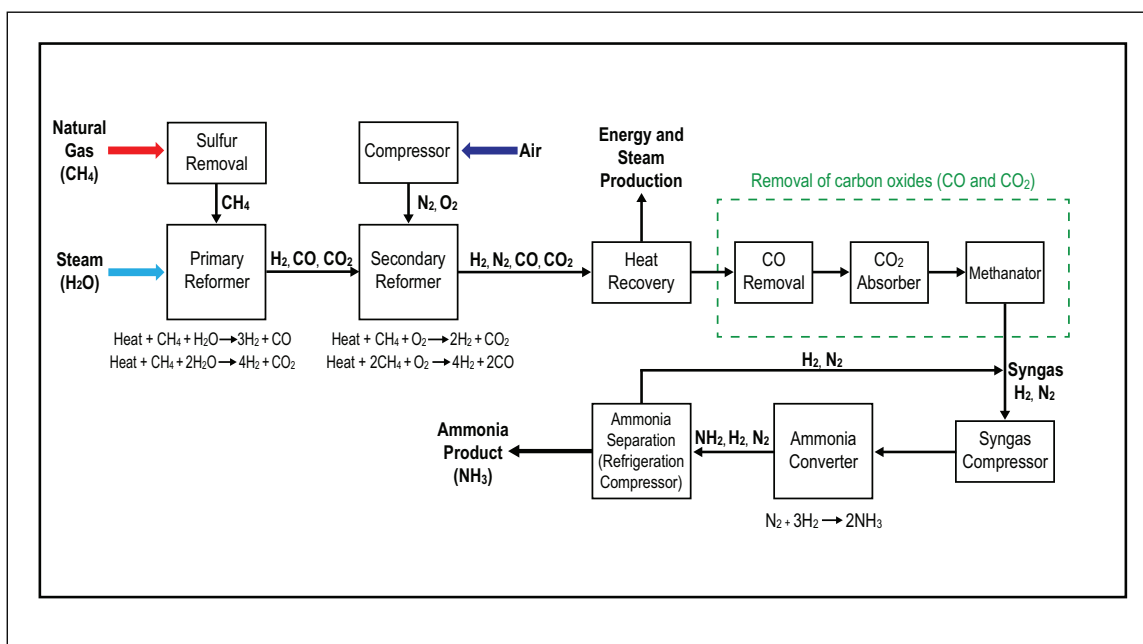 Natural
Gas
(CH₄)
Sulfur
Removal
Compressor
Air
Energy and
Steam
Production
Removal of carbon oxides (CO and CO₂)
CH₄
N₂, O₂
Steam
(H₂O)
Primary
Reformer
H₂, CO, CO₂
Secondary
Reformer
H₂, N₂, CO, CO₂
Heat
Recovery
CO
Removal
CO₂
Absorber
Methanator
Heat + CH₄ + H₂O → 3H₂ + CO
Heat + CH₄ + 2H₂O → 4H₂ + CO₂
Heat + CH₄ + O₂ → 2H₂ + CO₂
Heat + 2CH₄ + O₂ → 4H₂ + 2CO
H₂, N₂
Syngas
H₂, N₂
Ammonia
Product
(NH₃)
Ammonia
Separation
(Refrigeration
Compressor)
NH₂, H₂, N₂
Ammonia
Converter
Syngas
Compressor
N₂ + 3H₂ → 2NH₃